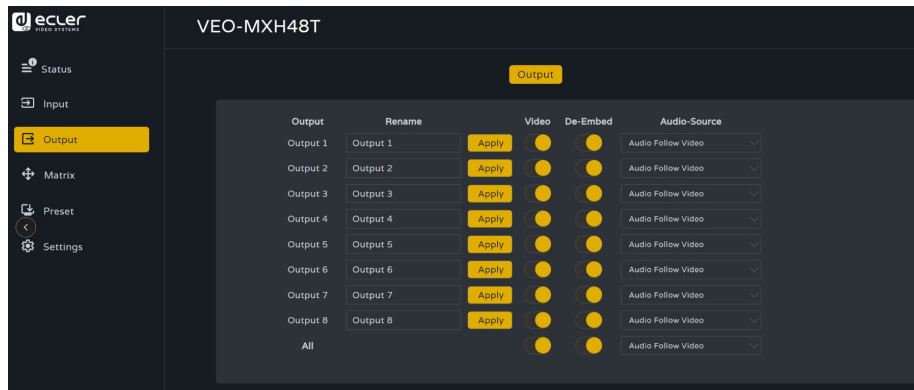 ecler
VIDEO SYSTEMS
VEO-MXH48T
Status
Input
Output
Matrix
Preset
Settings
Output
Output Rename Video De-Embed Audio-Source
Output 1 Output 1 Apply Audio Follow Video
Output 2 Output 2 Apply Audio Follow Video
Output 3 Output 3 Apply Audio Follow Video
Output 4 Output 4 Apply Audio Follow Video
Output 5 Output 5 Apply Audio Follow Video
Output 6 Output 6 Apply Audio Follow Video
Output 7 Output 7 Apply Audio Follow Video
Output 8 Output 8 Apply Audio Follow Video
All Audio Follow Video